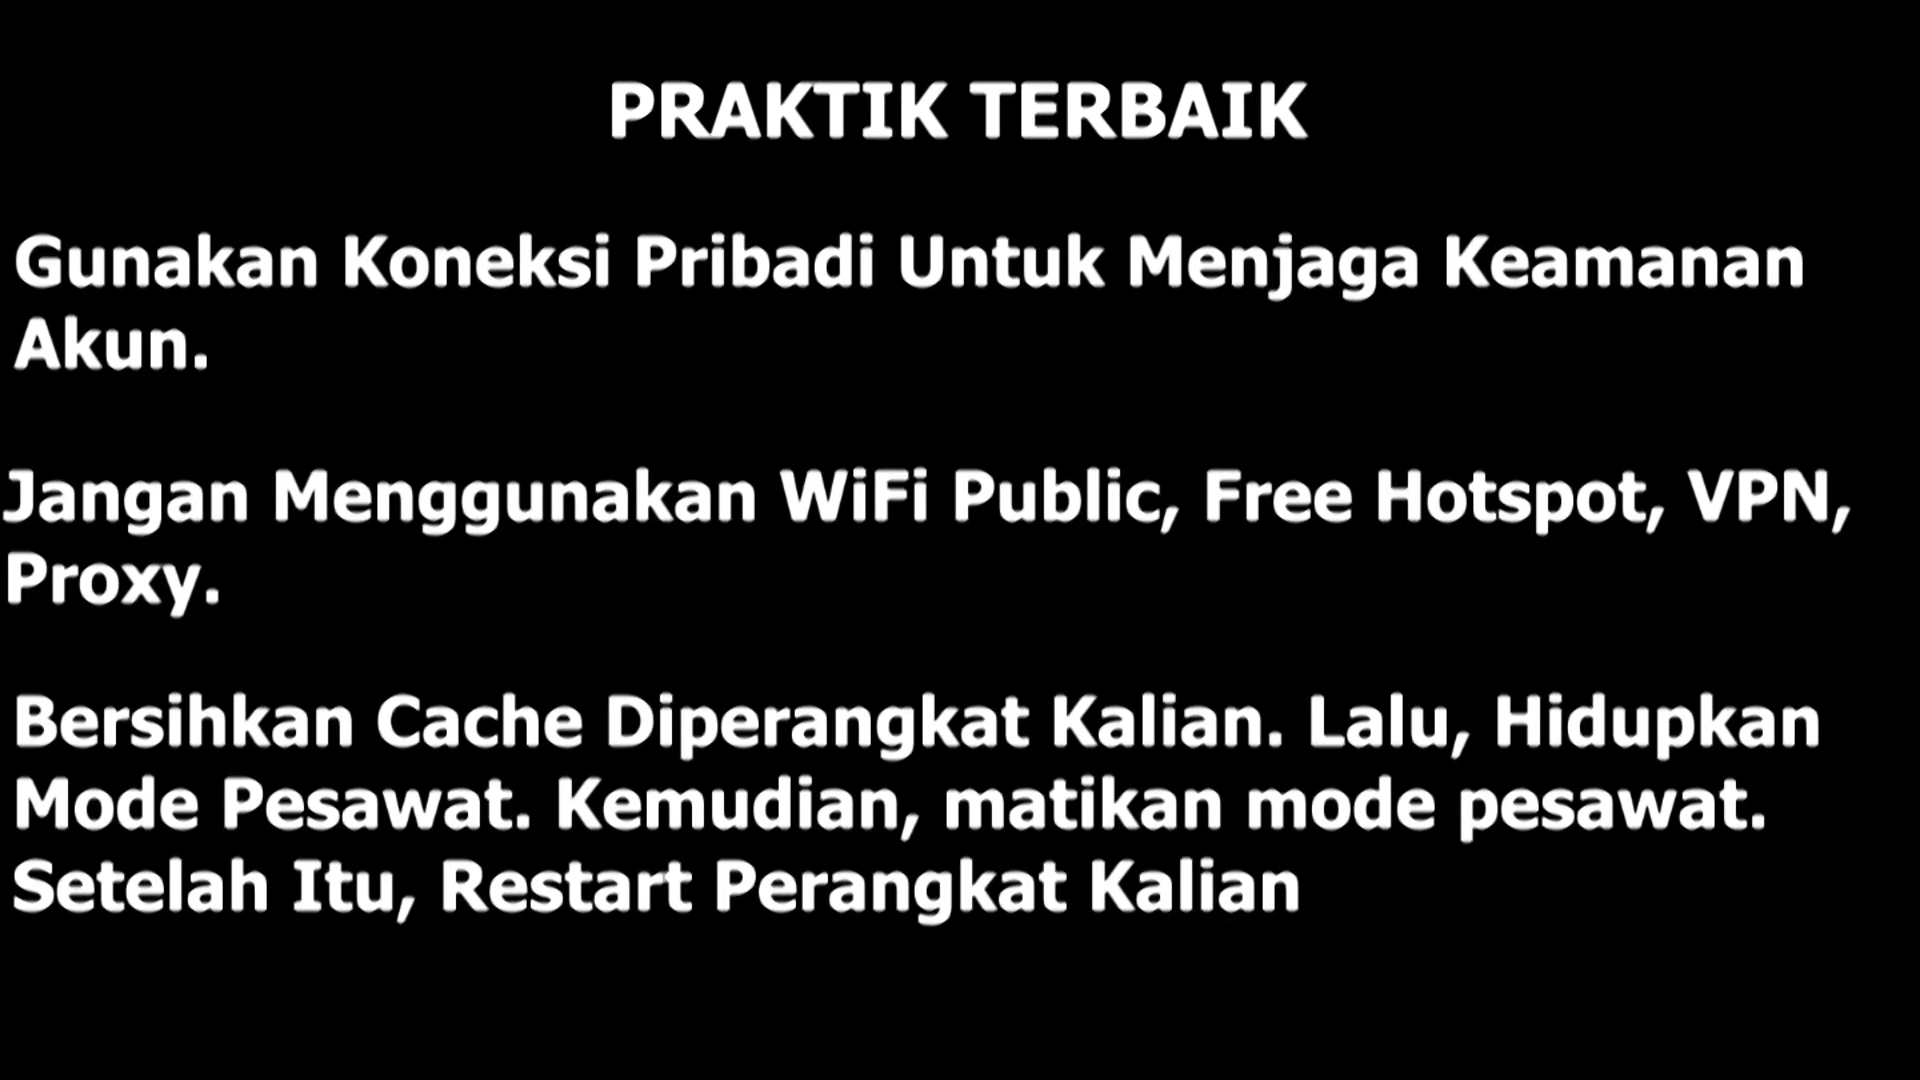 PRAKTIK TERBAIK
Gunakan Koneksi Pribadi Untuk Menjaga Keamanan
Akun.
Jangan Menggunakan WiFi Public, Free Hotspot, VPN,
Proxy.
Bersihkan Cache Diperangkat Kalian. Lalu, Hidupkan
Mode Pesawat. Kemudian, matikan mode pesawat.
Setelah Itu, Restart Perangkat Kalian